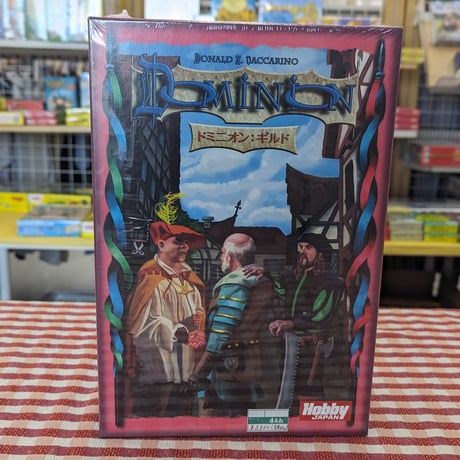 DONALD X. VACCARINO
DOMINION
ドミニオン:ギルド
Hobby
JAPAN